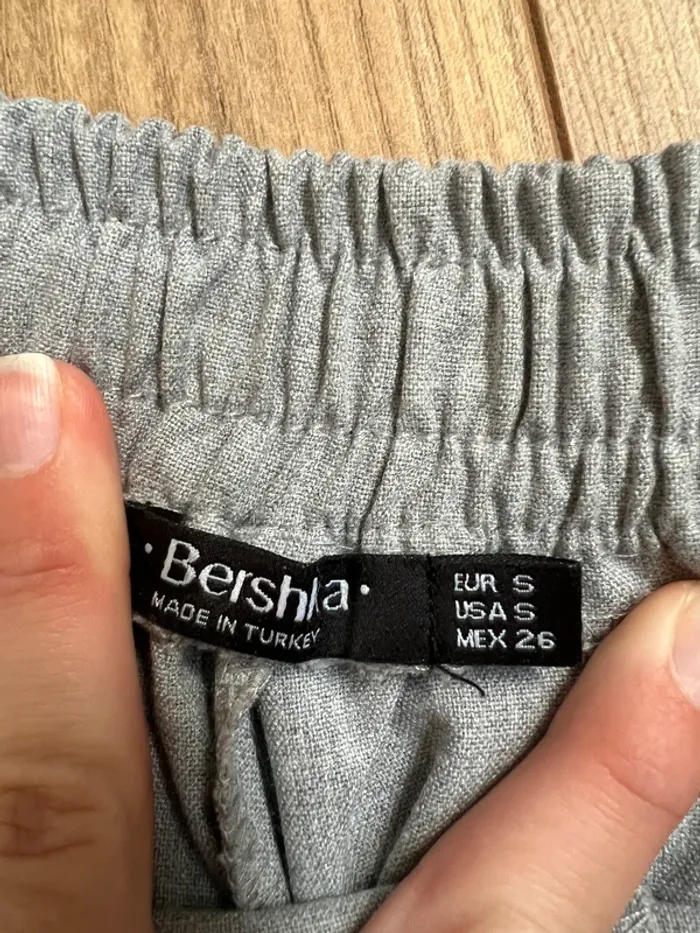 · Bershka ·
MADE IN TURKEY
EUR S
USA S
MEX 26